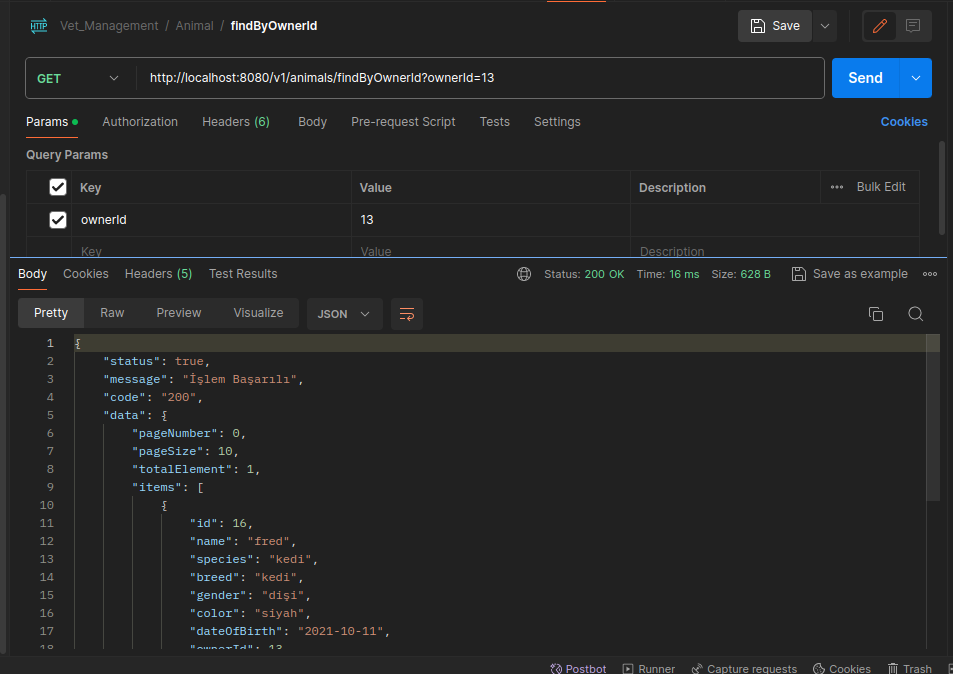 HTTP Vet_Management / Animal / findByOwnerId Save
GET http://localhost:8080/v1/animals/findByOwnerId?ownerId=13 Send
Params Authorization Headers (6) Body Pre-request Script Tests Settings Cookies
Query Params
Key Value Description Bulk Edit
ownerId 13
Key Value Description
Body Cookies Headers (5) Test Results Status: 200 OK Time: 16 ms Size: 628 B Save as example
Pretty Raw Preview Visualize JSON
1 {
2 "status": true,
3 "message": "İşlem Başarılı",
4 "code": "200",
5 "data": {
6 "pageNumber": 0,
7 "pageSize": 10,
8 "totalElement": 1,
9 "items": [
10 {
11 "id": 16,
12 "name": "fred",
13 "species": "kedi",
14 "breed": "kedi",
15 "gender": "dişi",
16 "color": "siyah",
17 "dateOfBirth": "2021-10-11",
18 "ownerId": 13
Postbot Runner Capture requests Cookies Trash